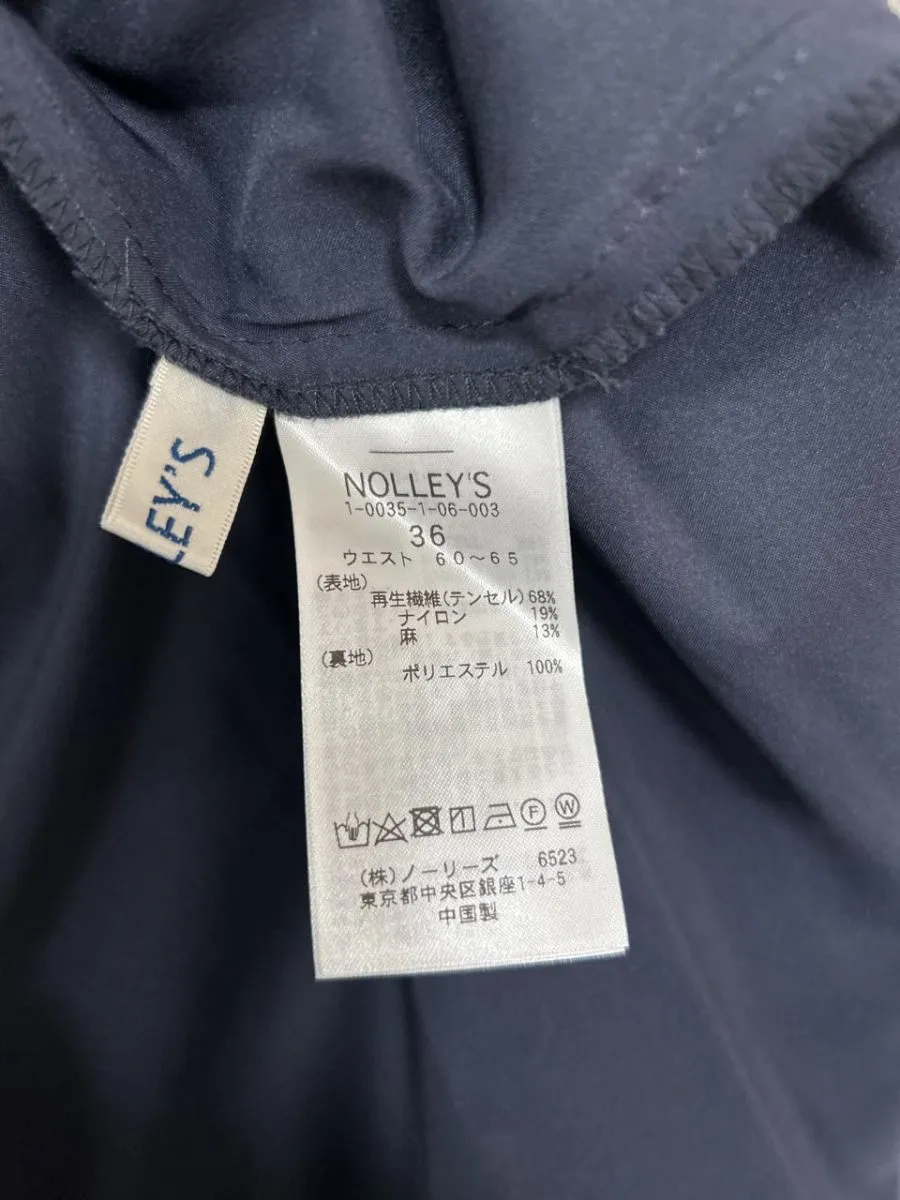 LEY'S
NOLLEY'S
1-0035-1-06-003
36
ウエスト 60～65
(表地)
再生繊維(テンセル) 68%
ナイロン 19%
麻 13%
(裏地)
ポリエステル 100%
F W
(株)ノーリーズ 6523
東京都中央区銀座1-4-5
中国製